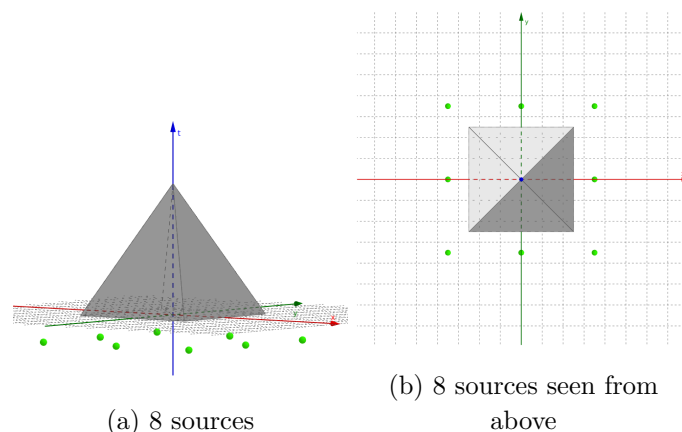 t
y
x
y
(a) 8 sources
(b) 8 sources seen from
above